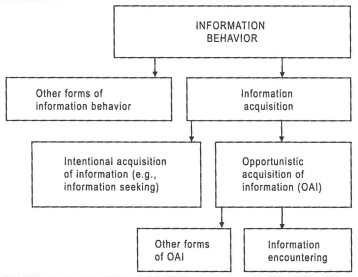 INFORMATION
BEHAVIOR
Other forms of
information behavior
Information
acquisition
Intentional acquisition
of information (e.g.,
information seeking)
Opportunistic
acquisition of
information (OAI)
Other forms
of OAI
Information
encountering